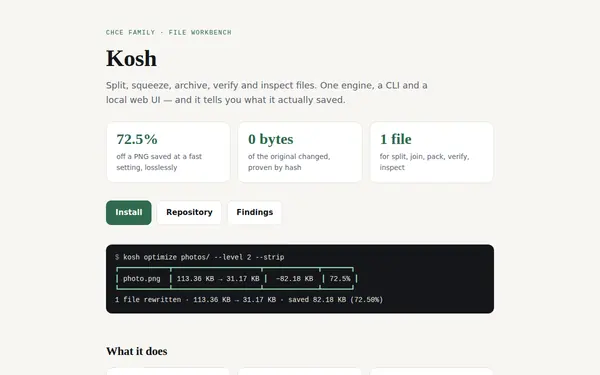 CHCE FAMILY · FILE WORKBENCH
Kosh
Split, squeeze, archive, verify and inspect files. One engine, a CLI and a
local web UI — and it tells you what it actually saved.
72.5%
off a PNG saved at a fast
setting, losslessly
0 bytes
of the original changed,
proven by hash
1 file
for split, join, pack, verify,
inspect
Install
Repository
Findings
$ kosh optimize photos/ --level 2 --strip
photo.png 113.36 KB → 31.17 KB -82.18 KB 72.5%
1 file rewritten · 113.36 KB → 31.17 KB · saved 82.18 KB (72.50%)
What it does